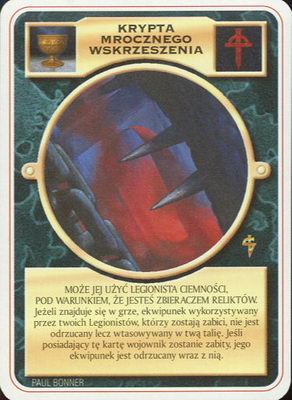 KRYPTA
MROCZNEGO
WSKRZESZENIA
MOŻE JEJ UŻYĆ LEGIONISTA CIEMNOŚCI,
POD WARUNKIEM, ŻE JESTEŚ ZBIERACZEM RELIKTÓW.
Jeżeli znajduje się w grze, ekwipunek wykorzystywany
przez twoich Legionistów, którzy zostają zabici, nie jest
odrzucany lecz wtasowywany w twą talię. Jeśli
posiadający tę kartę wojownik zostanie zabity, jego
ekwipunek jest odrzucany wraz z nią.
PAUL BONNER